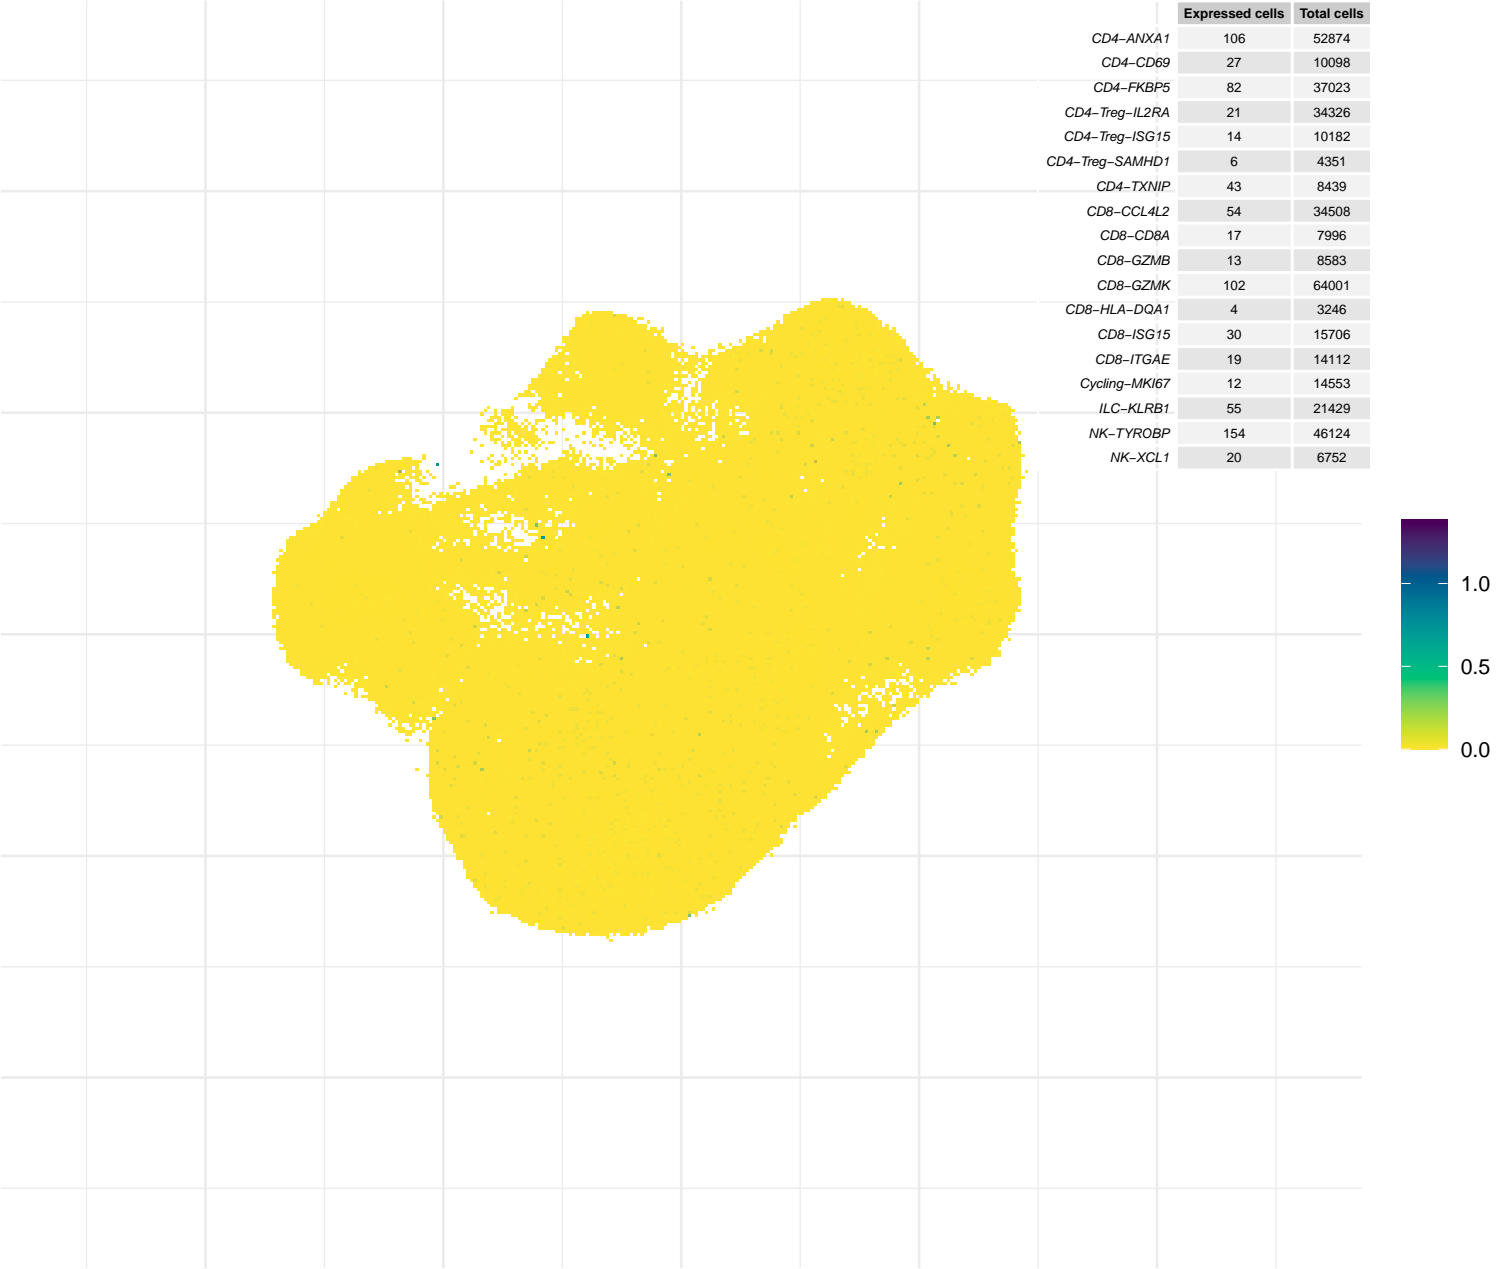 Expressed cells Total cells
CD4−ANXA1 106 52874
CD4−CD69 27 10098
CD4−FKBP5 82 37023
CD4−Treg−IL2RA 21 34326
CD4−Treg−ISG15 14 10182
CD4−Treg−SAMHD1 6 4351
CD4−TXNIP 43 8439
CD8−CCL4L2 54 34508
CD8−CD8A 17 7996
CD8−GZMB 13 8583
CD8−GZMK 102 64001
CD8−HLA−DQA1 4 3246
CD8−ISG15 30 15706
CD8−ITGAE 19 14112
Cycling−MKI67 12 14553
ILC−KLRB1 55 21429
NK−TYROBP 154 46124
NK−XCL1 20 6752
1.0
0.5
0.0